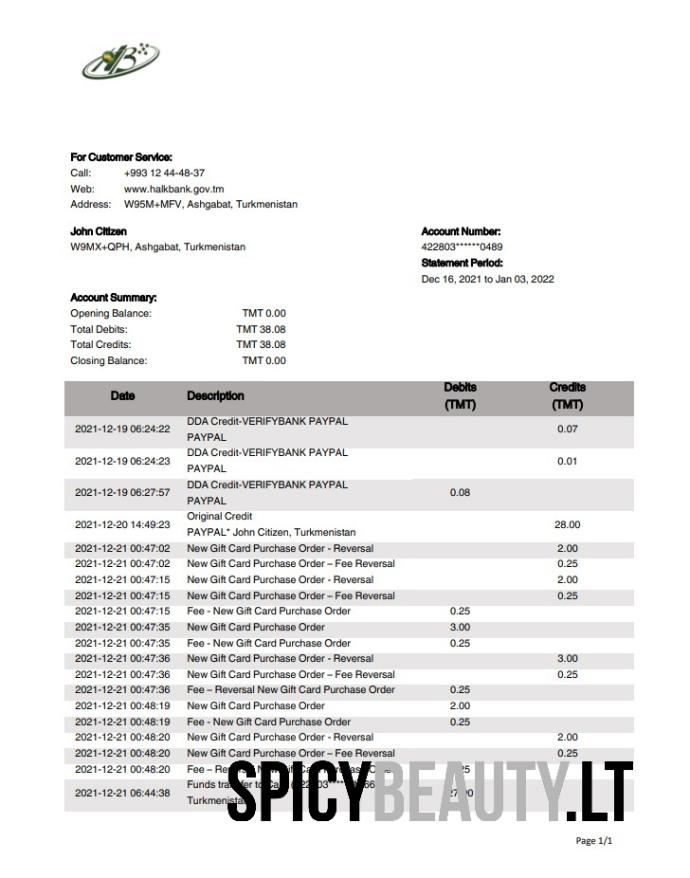 For Customer Service:
Call: +993 12 44-48-37
Web: www.halkbank.gov.tm
Address: W95M+MFV, Ashgabat, Turkmenistan
John Citizen
W9MX+QPH, Ashgabat, Turkmenistan
Account Number:
422803******0489
Statement Period:
Dec 16, 2021 to Jan 03, 2022
Account Summary:
Opening Balance: TMT 0.00
Total Debits: TMT 38.08
Total Credits: TMT 38.08
Closing Balance: TMT 0.00
Date Description Debits (TMT) Credits (TMT)
2021-12-19 06:24:22 DDA Credit-VERIFYBANK PAYPAL 0.07
PAYPAL
2021-12-19 06:24:23 DDA Credit-VERIFYBANK PAYPAL 0.01
PAYPAL
2021-12-19 06:27:57 DDA Credit-VERIFYBANK PAYPAL 0.08
PAYPAL
2021-12-20 14:49:23 Original Credit 28.00
PAYPAL* John Citizen, Turkmenistan
2021-12-21 00:47:02 New Gift Card Purchase Order - Reversal 2.00
2021-12-21 00:47:02 New Gift Card Purchase Order – Fee Reversal 0.25
2021-12-21 00:47:15 New Gift Card Purchase Order - Reversal 2.00
2021-12-21 00:47:15 New Gift Card Purchase Order – Fee Reversal 0.25
2021-12-21 00:47:15 Fee - New Gift Card Purchase Order 0.25
2021-12-21 00:47:35 New Gift Card Purchase Order 3.00
2021-12-21 00:47:35 Fee - New Gift Card Purchase Order 0.25
2021-12-21 00:47:36 New Gift Card Purchase Order - Reversal 3.00
2021-12-21 00:47:36 New Gift Card Purchase Order – Fee Reversal 0.25
2021-12-21 00:47:36 Fee – Reversal New Gift Card Purchase Order 0.25
2021-12-21 00:48:19 New Gift Card Purchase Order 2.00
2021-12-21 00:48:19 Fee - New Gift Card Purchase Order 0.25
2021-12-21 00:48:20 New Gift Card Purchase Order - Reversal 2.00
2021-12-21 00:48:20 New Gift Card Purchase Order – Fee Reversal 0.25
2021-12-21 00:48:20 Fee –
2021-12-21 06:44:38 Funds
Turkmenistan
SPICYBEAUTY.LT
Page 1/1